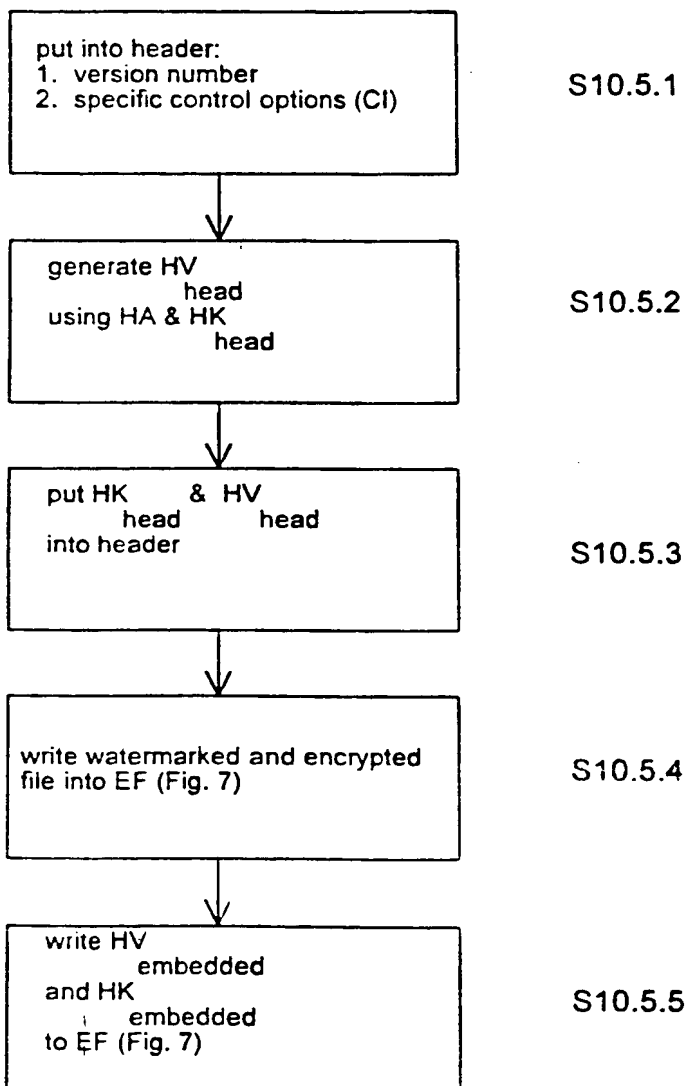 put into header:
1. version number
2. specific control options (CI)
S10.5.1
generate HV
head
using HA & HK
head
S10.5.2
put HK & HV
head head
into header
S10.5.3
write watermarked and encrypted
file into EF (Fig. 7)
S10.5.4
write HV
embedded
and HK
embedded
to EF (Fig. 7)
S10.5.5